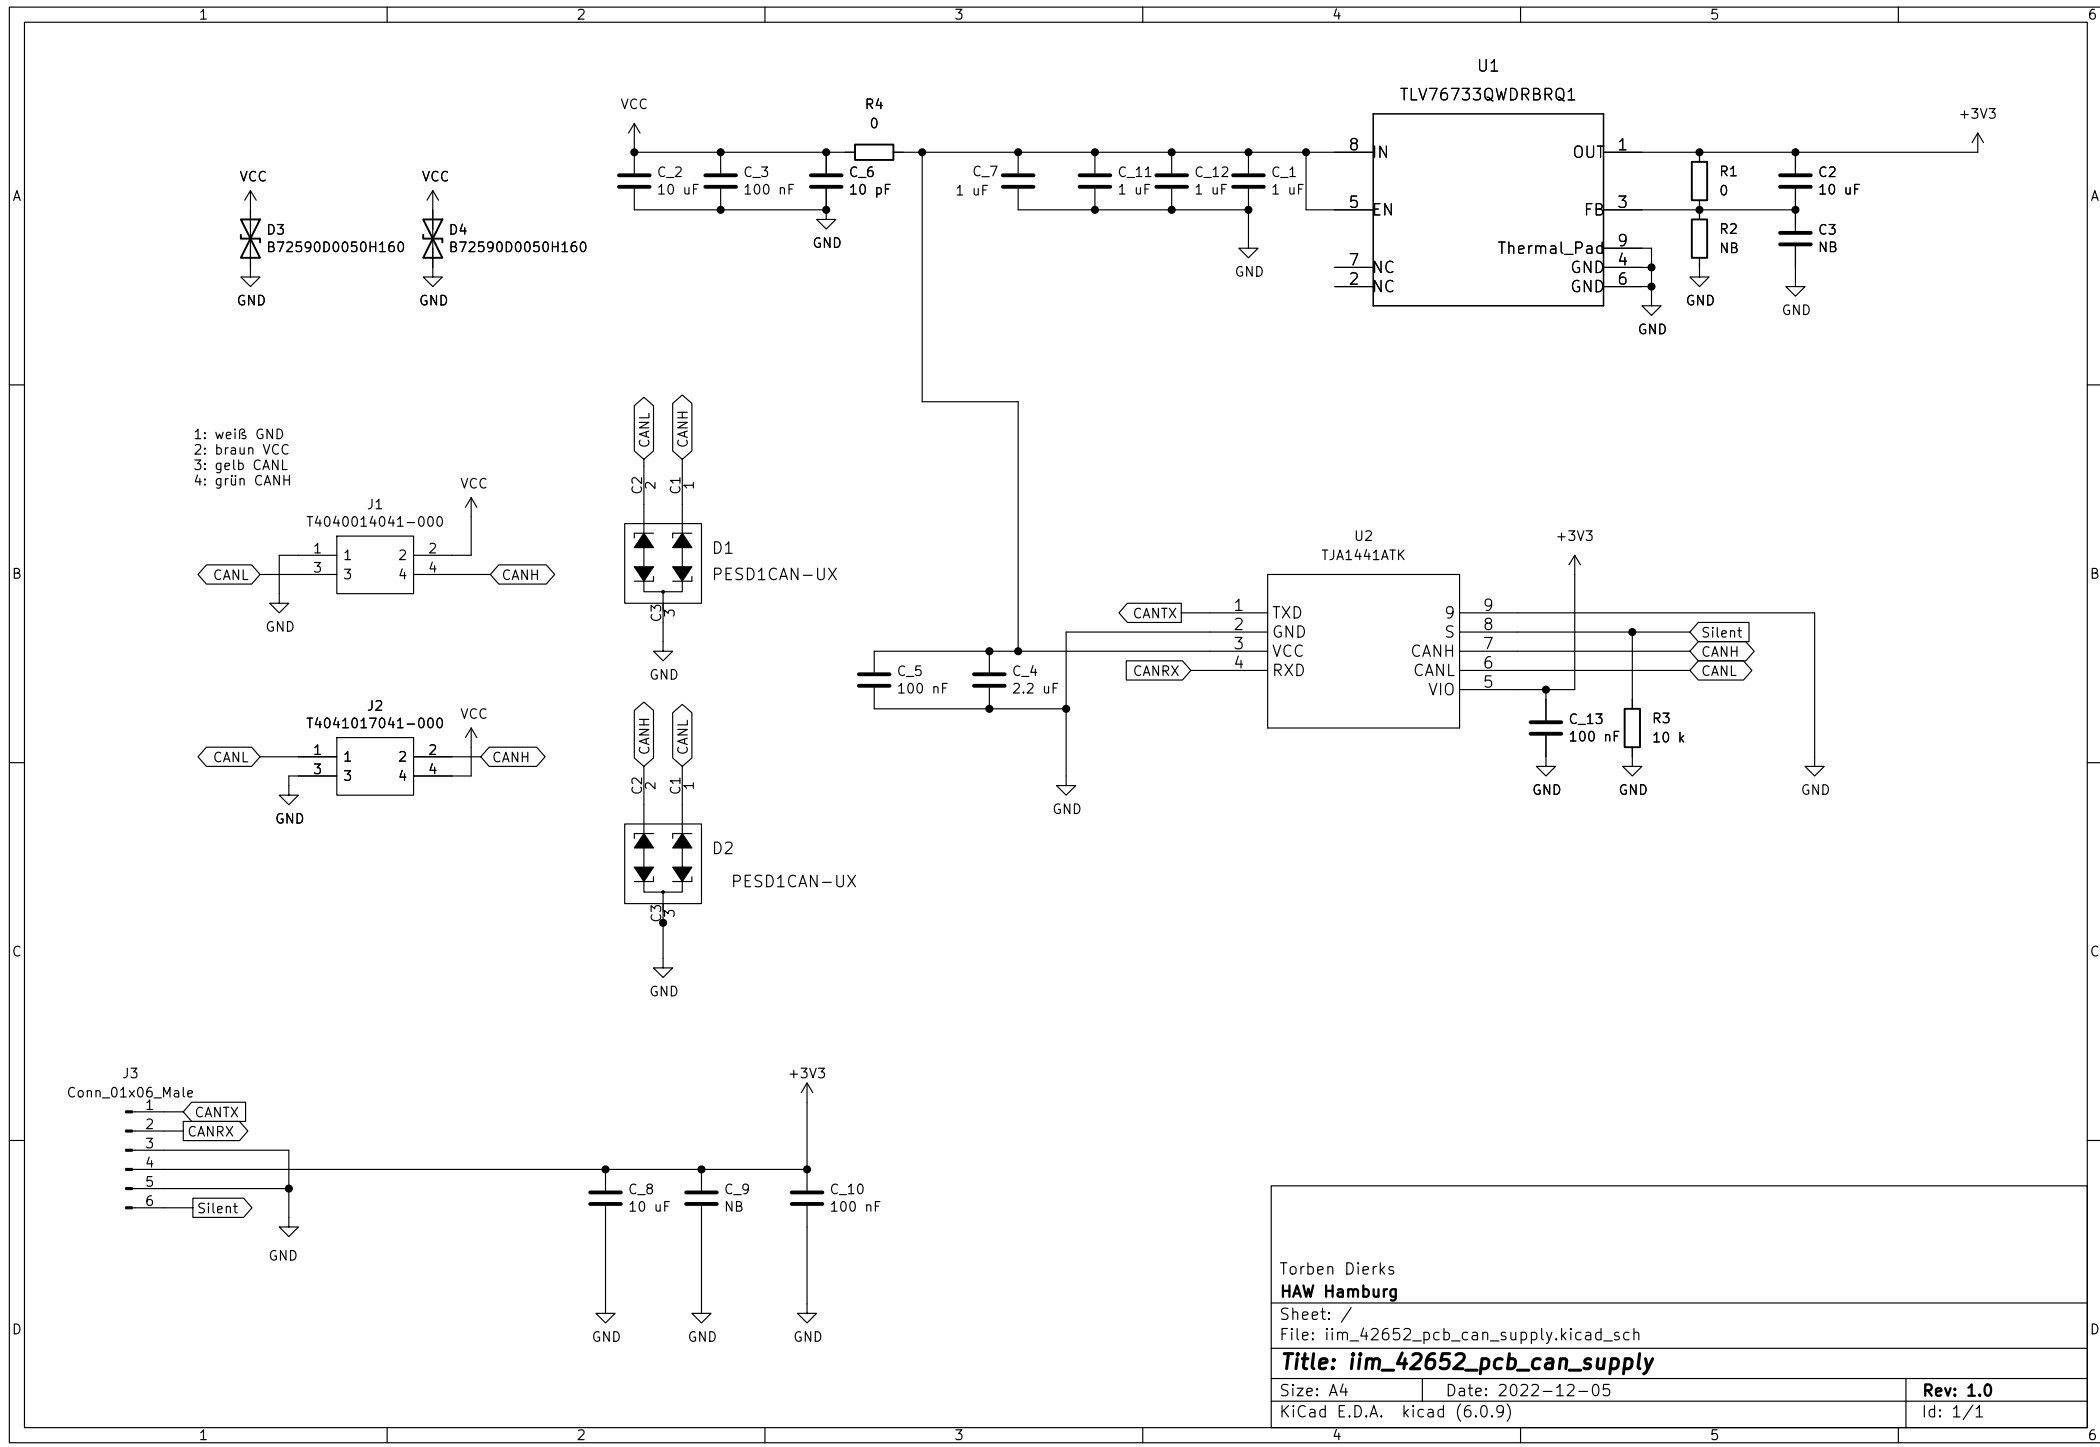 1 2 3 4 5 6
A
A
B
B
C
C
D
D
U1
TLV76733QWDRBRQ1
8 IN
5 EN
7 NC
2 NC
OUT 1
FB 3
Thermal_Pad 9
GND 4
GND 6
GND
VCC
R4
0
C_2
10 uF
C_3
100 nF
C_6
10 pF
GND
C_7
1 uF
C_11
1 uF
C_12
1 uF
C_1
1 uF
GND
+3V3
R1
0
C2
10 uF
R2
NB
C3
NB
GND
GND
VCC
D3
B72590D0050H160
GND
VCC
D4
B72590D0050H160
GND
1: weiß GND
2: braun VCC
3: gelb CANL
4: grün CANH
J1
T4040014041-000
VCC
1 1 2 2
3 3 4 4
CANL
CANH
GND
J2
T4041017041-000
VCC
1 1 2 2
3 3 4 4
CANL
CANH
GND
CANL
CANH
C2 2
C1 1
D1
PESD1CAN-UX
C3 3
GND
CANH
CANL
C2 2
C1 1
D2
PESD1CAN-UX
C3 3
GND
U2
TJA1441ATK
CANTX 1 TXD
2 GND
3 VCC
CANRX 4 RXD
9 9
S 8 Silent
CANH 7 CANH
CANL 6 CANL
VIO 5
+3V3
C_5
100 nF
C_4
2.2 uF
GND
C_13
100 nF
R3
10 k
GND
GND
GND
J3
Conn_01x06_Male
1 CANTX
2 CANRX
3
4
5
6 Silent
GND
+3V3
C_8
10 uF
C_9
NB
C_10
100 nF
GND
GND
GND
Torben Dierks
HAW Hamburg
Sheet: /
File: iim_42652_pcb_can_supply.kicad_sch
Title: iim_42652_pcb_can_supply
Size: A4 Date: 2022-12-05 Rev: 1.0
KiCad E.D.A. kicad (6.0.9) Id: 1/1
1 2 3 4 5 6